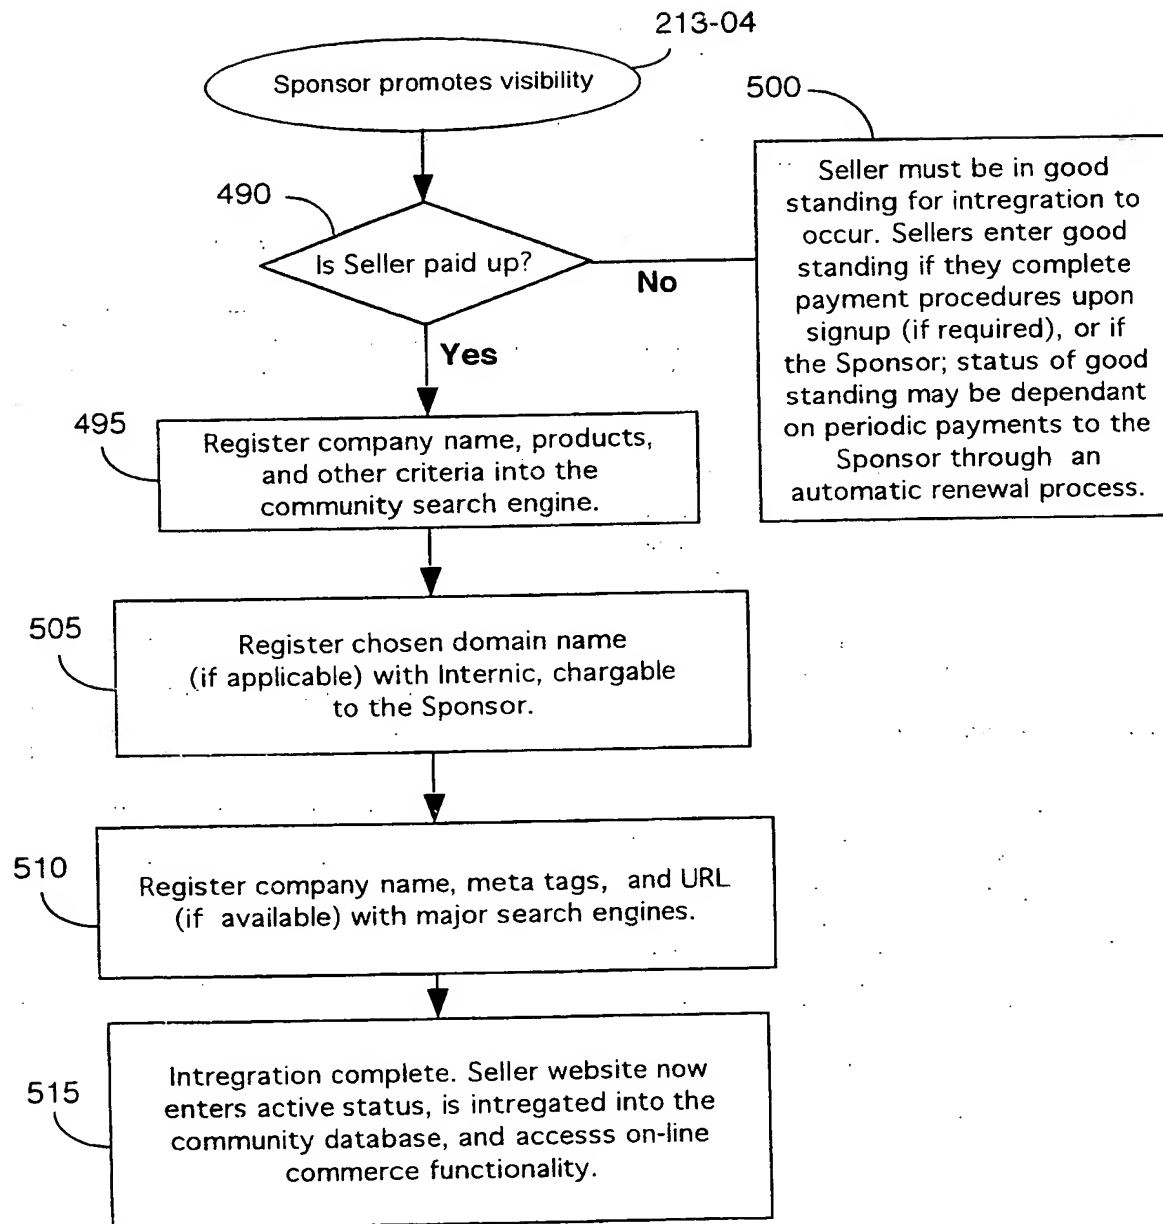 213-04
Sponsor promotes visibility
500
Seller must be in good
standing for intregration to
occur. Sellers enter good
standing if they complete
payment procedures upon
signup (if required), or if
the Sponsor; status of good
standing may be dependant
on periodic payments to the
Sponsor through an
automatic renewal process.
490
Is Seller paid up?
No
Yes
495
Register company name, products,
and other criteria into the
community search engine.
505
Register chosen domain name
(if applicable) with Internic, chargable
to the Sponsor.
510
Register company name, meta tags, and URL
(if available) with major search engines.
515
Intregration complete. Seller website now
enters active status, is intregated into the
community database, and accesss on-line
commerce functionality.